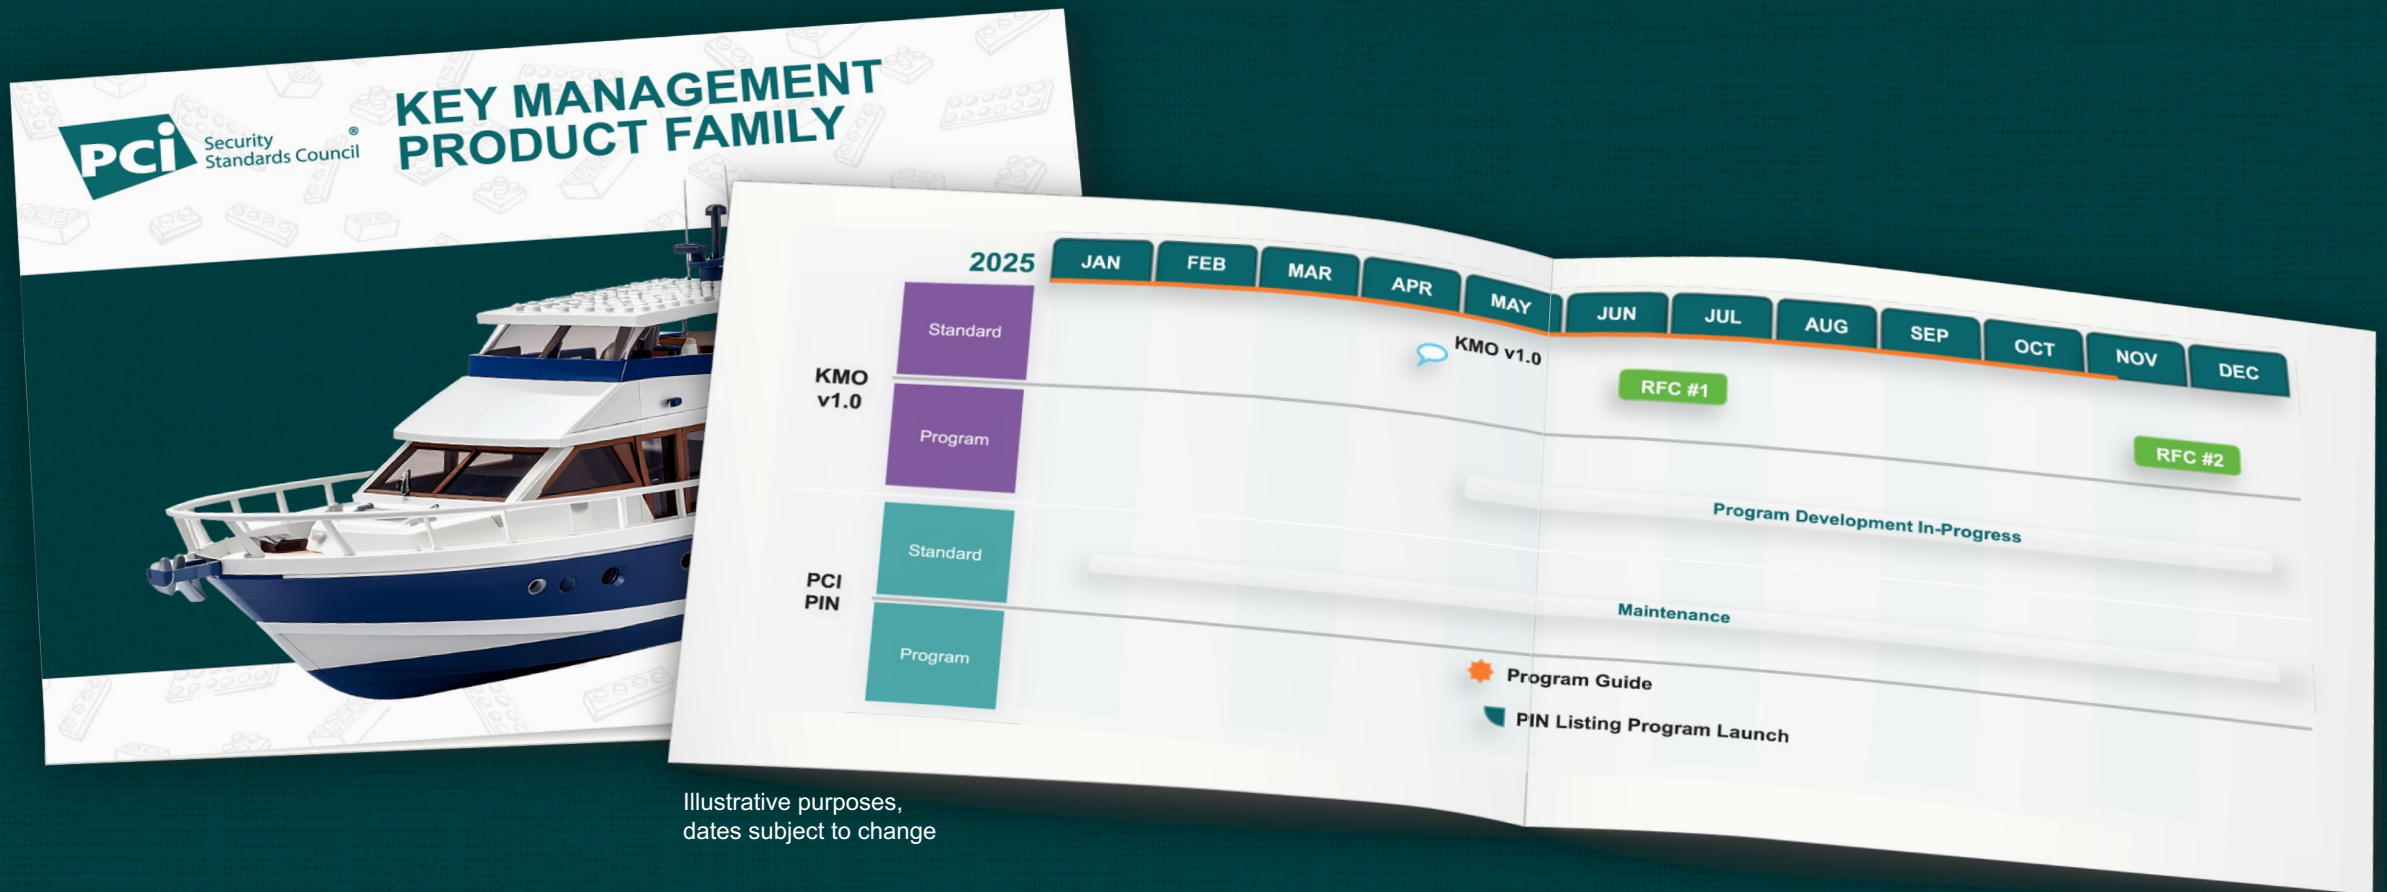 PCi
Security
Standards Council ®
KEY MANAGEMENT
PRODUCT FAMILY
2025 JAN FEB MAR APR MAY JUN JUL AUG SEP OCT NOV DEC
KMO
v1.0
Standard
KMO v1.0
RFC #1
Program
RFC #2
Program Development In-Progress
PCI
PIN
Standard
Maintenance
Program
Program Guide
PIN Listing Program Launch
Illustrative purposes,
dates subject to change